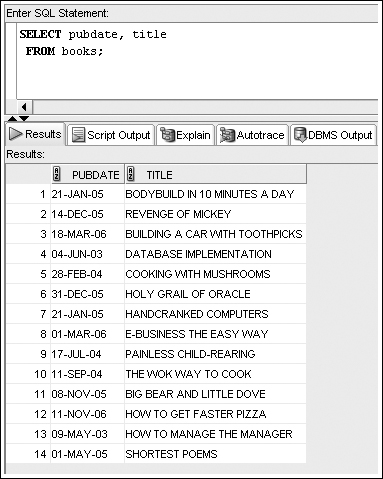 Enter SQL Statement:
SELECT pubdate, title
FROM books;
Results Script Output Explain Autotrace DBMS Output
Results:
PUBDATE TITLE
1 21-JAN-05 BODYBUILD IN 10 MINUTES A DAY
2 14-DEC-05 REVENGE OF MICKEY
3 18-MAR-06 BUILDING A CAR WITH TOOTHPICKS
4 04-JUN-03 DATABASE IMPLEMENTATION
5 28-FEB-04 COOKING WITH MUSHROOMS
6 31-DEC-05 HOLY GRAIL OF ORACLE
7 21-JAN-05 HANDCRANKED COMPUTERS
8 01-MAR-06 E-BUSINESS THE EASY WAY
9 17-JUL-04 PAINLESS CHILD-REARING
10 11-SEP-04 THE WOK WAY TO COOK
11 08-NOV-05 BIG BEAR AND LITTLE DOVE
12 11-NOV-06 HOW TO GET FASTER PIZZA
13 09-MAY-03 HOW TO MANAGE THE MANAGER
14 01-MAY-05 SHORTEST POEMS